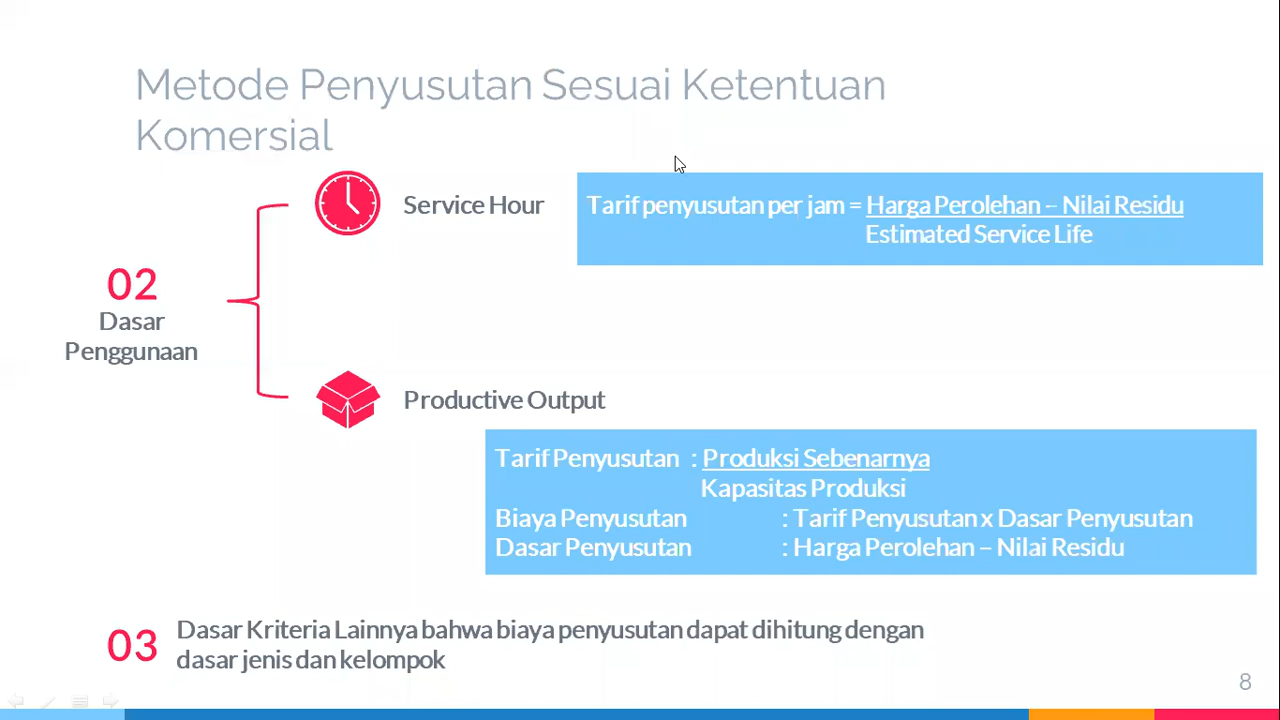 Metode Penyusutan Sesuai Ketentuan
Komersial
Service Hour
Tarif penyusutan per jam = Harga Perolehan – Nilai Residu
Estimated Service Life
02
Dasar
Penggunaan
Productive Output
Tarif Penyusutan : Produksi Sebenarnya
Kapasitas Produksi
Biaya Penyusutan : Tarif Penyusutan x Dasar Penyusutan
Dasar Penyusutan : Harga Perolehan – Nilai Residu
03
Dasar Kriteria Lainnya bahwa biaya penyusutan dapat dihitung dengan
dasar jenis dan kelompok
8